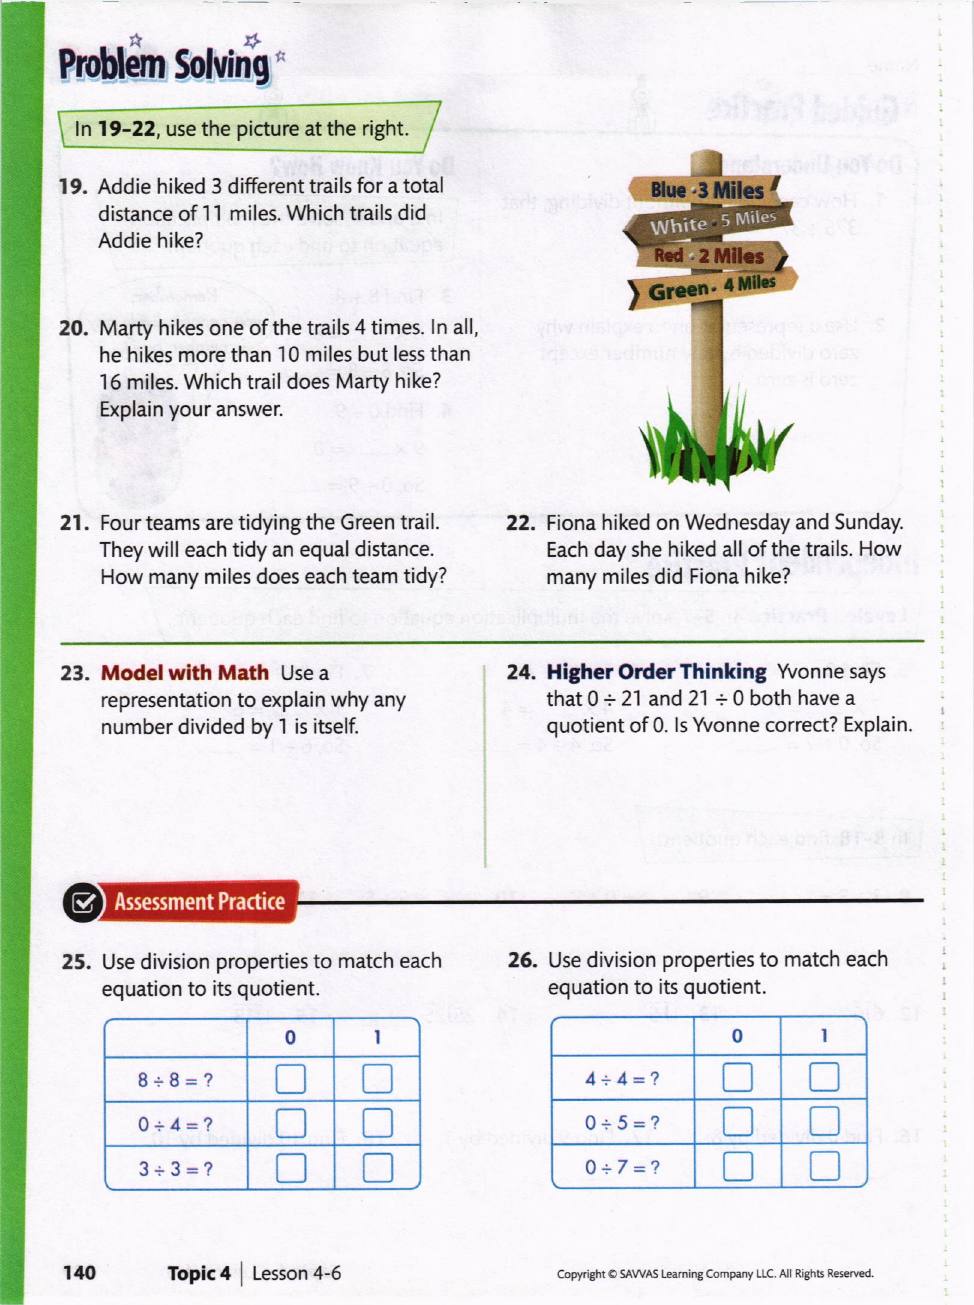 Problem Solving
In 19–22, use the picture at the right.
19. Addie hiked 3 different trails for a total
distance of 11 miles. Which trails did
Addie hike?
Blue • 3 Miles
White • 5 Miles
Red • 2 Miles
Green • 4 Miles
20. Marty hikes one of the trails 4 times. In all,
he hikes more than 10 miles but less than
16 miles. Which trail does Marty hike?
Explain your answer.
21. Four teams are tidying the Green trail.
They will each tidy an equal distance.
How many miles does each team tidy?
22. Fiona hiked on Wednesday and Sunday.
Each day she hiked all of the trails. How
many miles did Fiona hike?
23. Model with Math Use a
representation to explain why any
number divided by 1 is itself.
24. Higher Order Thinking Yvonne says
that 0 ÷ 21 and 21 ÷ 0 both have a
quotient of 0. Is Yvonne correct? Explain.
Assessment Practice
25. Use division properties to match each
equation to its quotient.
0 1
8 ÷ 8 = ?
0 ÷ 4 = ?
3 ÷ 3 = ?
26. Use division properties to match each
equation to its quotient.
0 1
4 ÷ 4 = ?
0 ÷ 5 = ?
0 ÷ 7 = ?
140 Topic 4 | Lesson 4-6
Copyright © SAVVAS Learning Company LLC. All Rights Reserved.